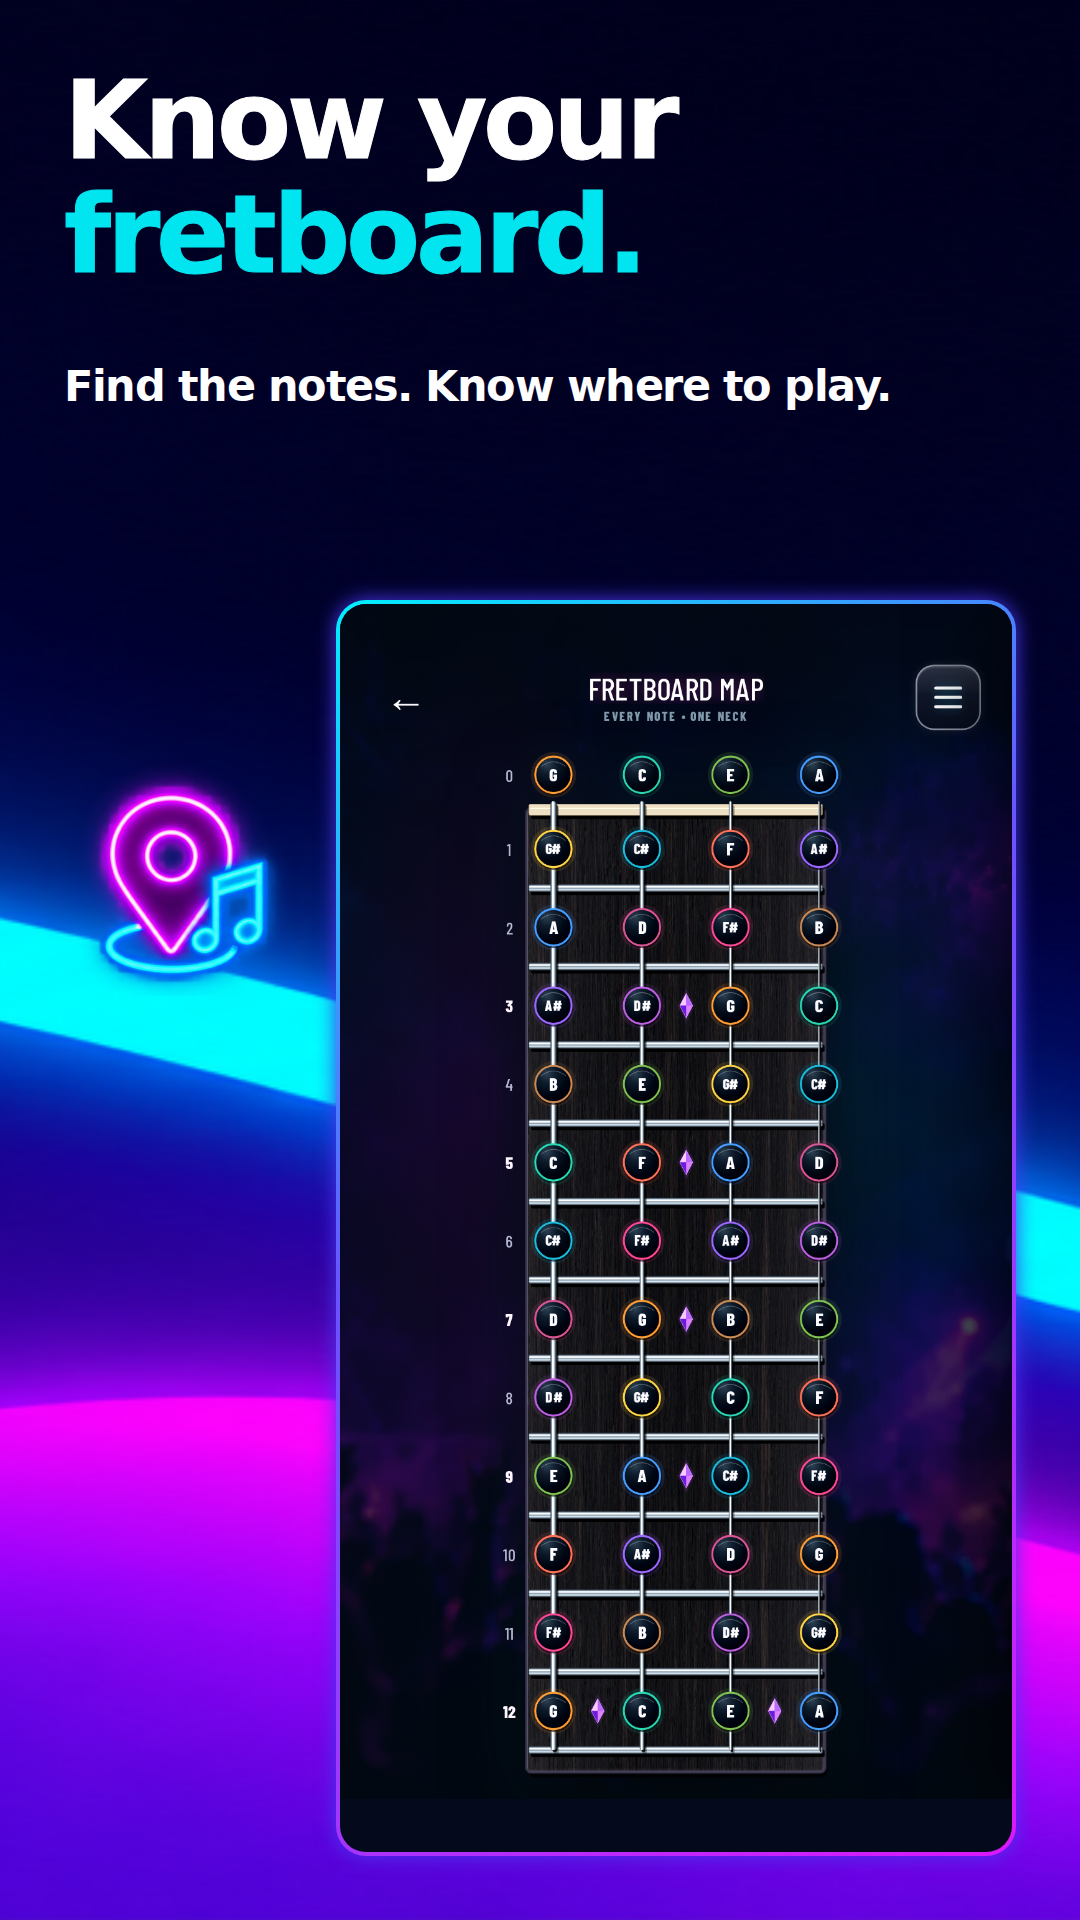 Know your
fretboard.
Find the notes. Know where to play.
←
FRETBOARD MAP
EVERY NOTE • ONE NECK
0 G C E A
1 G# C# F A#
2 A D F# B
3 A# D# G C
4 B E G# C#
5 C F A D
6 C# F# A# D#
7 D G B E
8 D# G# C F
9 E A C# F#
10 F A# D G
11 F# B D# G#
12 G C E A